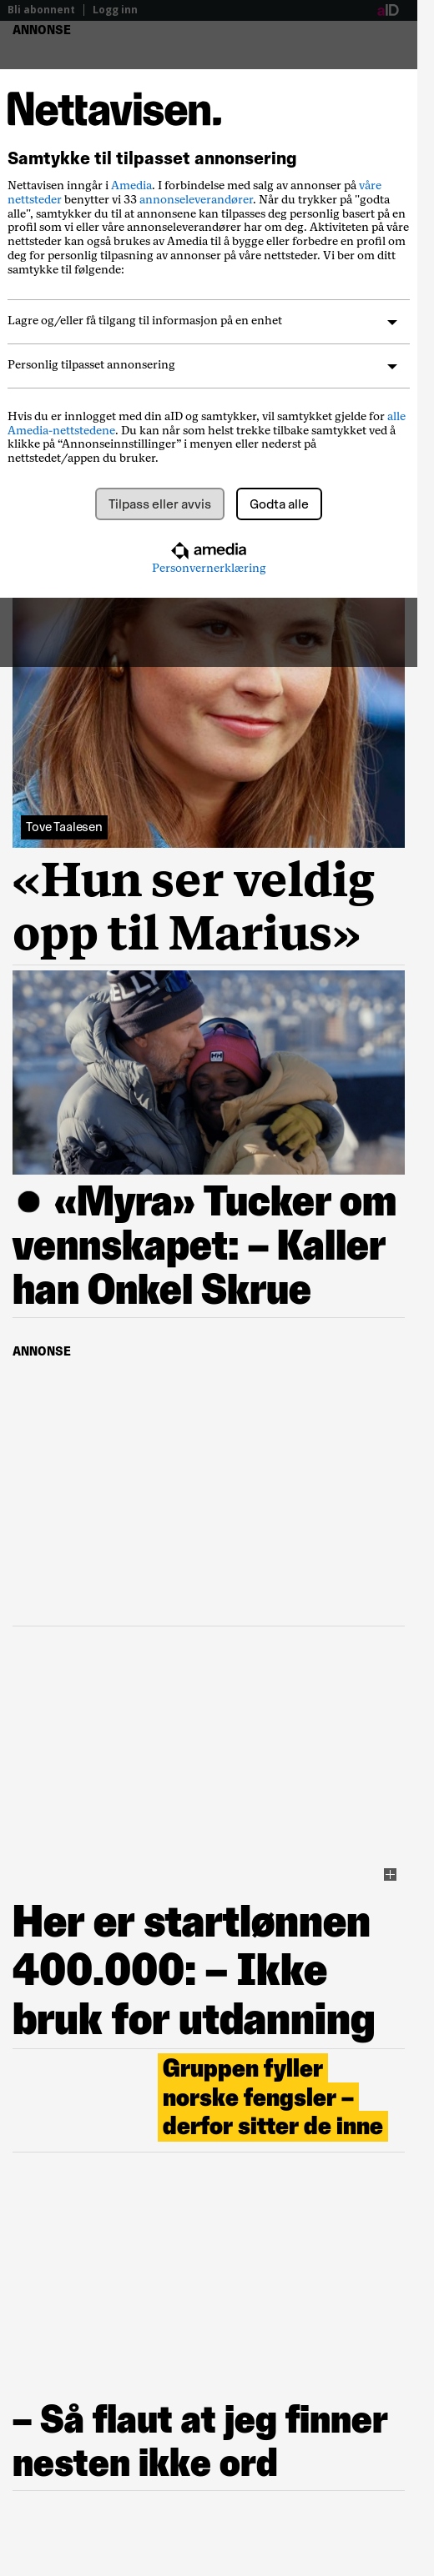 Bli abonnent | Logg inn
aID
ANNONSE
Nettavisen.
Samtykke til tilpasset annonsering
Nettavisen inngår i Amedia. I forbindelse med salg av annonser på våre
nettsteder benytter vi 33 annonseleverandører. Når du trykker på "godta
alle", samtykker du til at annonsene kan tilpasses deg personlig basert på en
profil som vi eller våre annonseleverandører har om deg. Aktiviteten på våre
nettsteder kan også brukes av Amedia til å bygge eller forbedre en profil om
deg for personlig tilpasning av annonser på våre nettsteder. Vi ber om ditt
samtykke til følgende:
Lagre og/eller få tilgang til informasjon på en enhet
Personlig tilpasset annonsering
Hvis du er innlogget med din aID og samtykker, vil samtykket gjelde for alle
Amedia-nettstedene. Du kan når som helst trekke tilbake samtykket ved å
klikke på “Annonseinnstillinger” i menyen eller nederst på
nettstedet/appen du bruker.
Tilpass eller avvis
Godta alle
amedia
Personvernerklæring
Tove Taalesen
«Hun ser veldig
opp til Marius»
«Myra» Tucker om
vennskapet: – Kaller
han Onkel Skrue
ANNONSE
Her er startlønnen
400.000: – Ikke
bruk for utdanning
Gruppen fyller
norske fengsler –
derfor sitter de inne
– Så flaut at jeg finner
nesten ikke ord